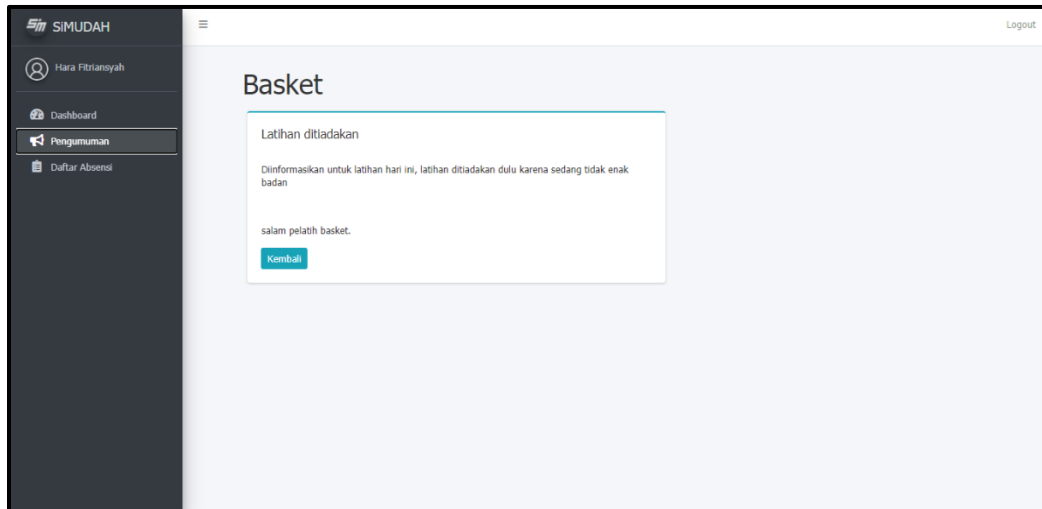 Sm SiMUDAH
Logout
Hara Fitriansyah
Dashboard
Pengumuman
Daftar Absensi
Basket
Latihan ditiadakan
Diinformasikan untuk latihan hari ini, latihan ditiadakan dulu karena sedang tidak enak
badan
salam pelatih basket.
Kembali